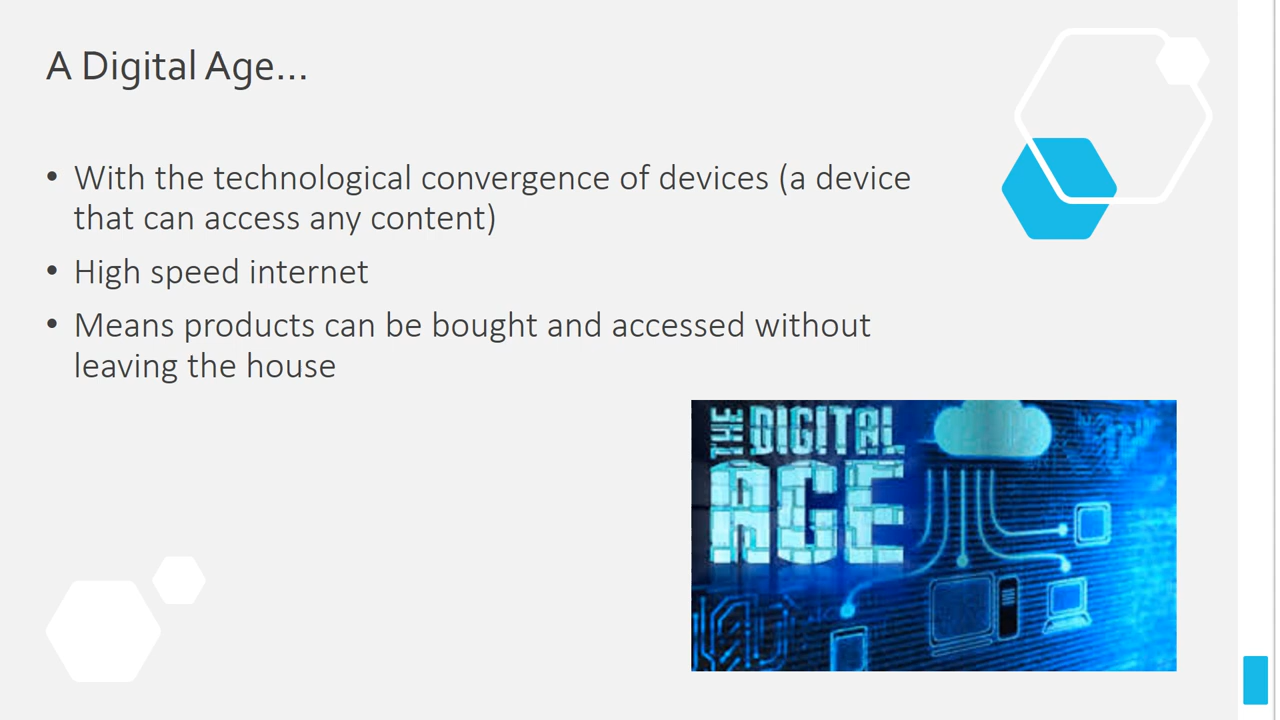 A Digital Age...
• With the technological convergence of devices (a device
that can access any content)
• High speed internet
• Means products can be bought and accessed without
leaving the house
THE DIGITAL
AGE